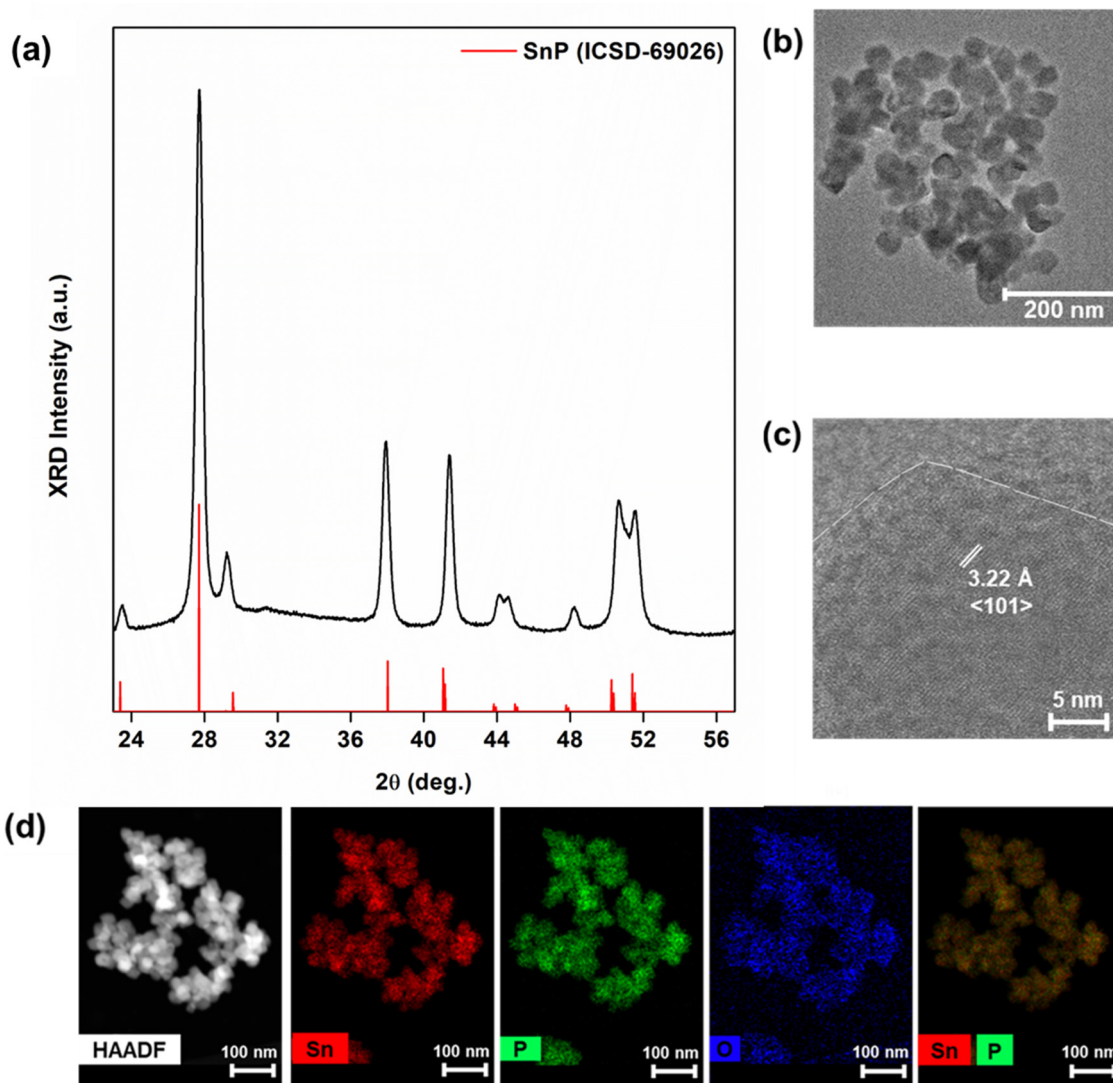 (a)
SnP (ICSD-69026)
XRD Intensity (a.u.)
24 28 32 36 40 44 48 52 56
2θ (deg.)
(b)
200 nm
(c)
3.22 Å
<101>
5 nm
(d)
HAADF
100 nm
Sn
100 nm
P
100 nm
O
100 nm
Sn P
100 nm